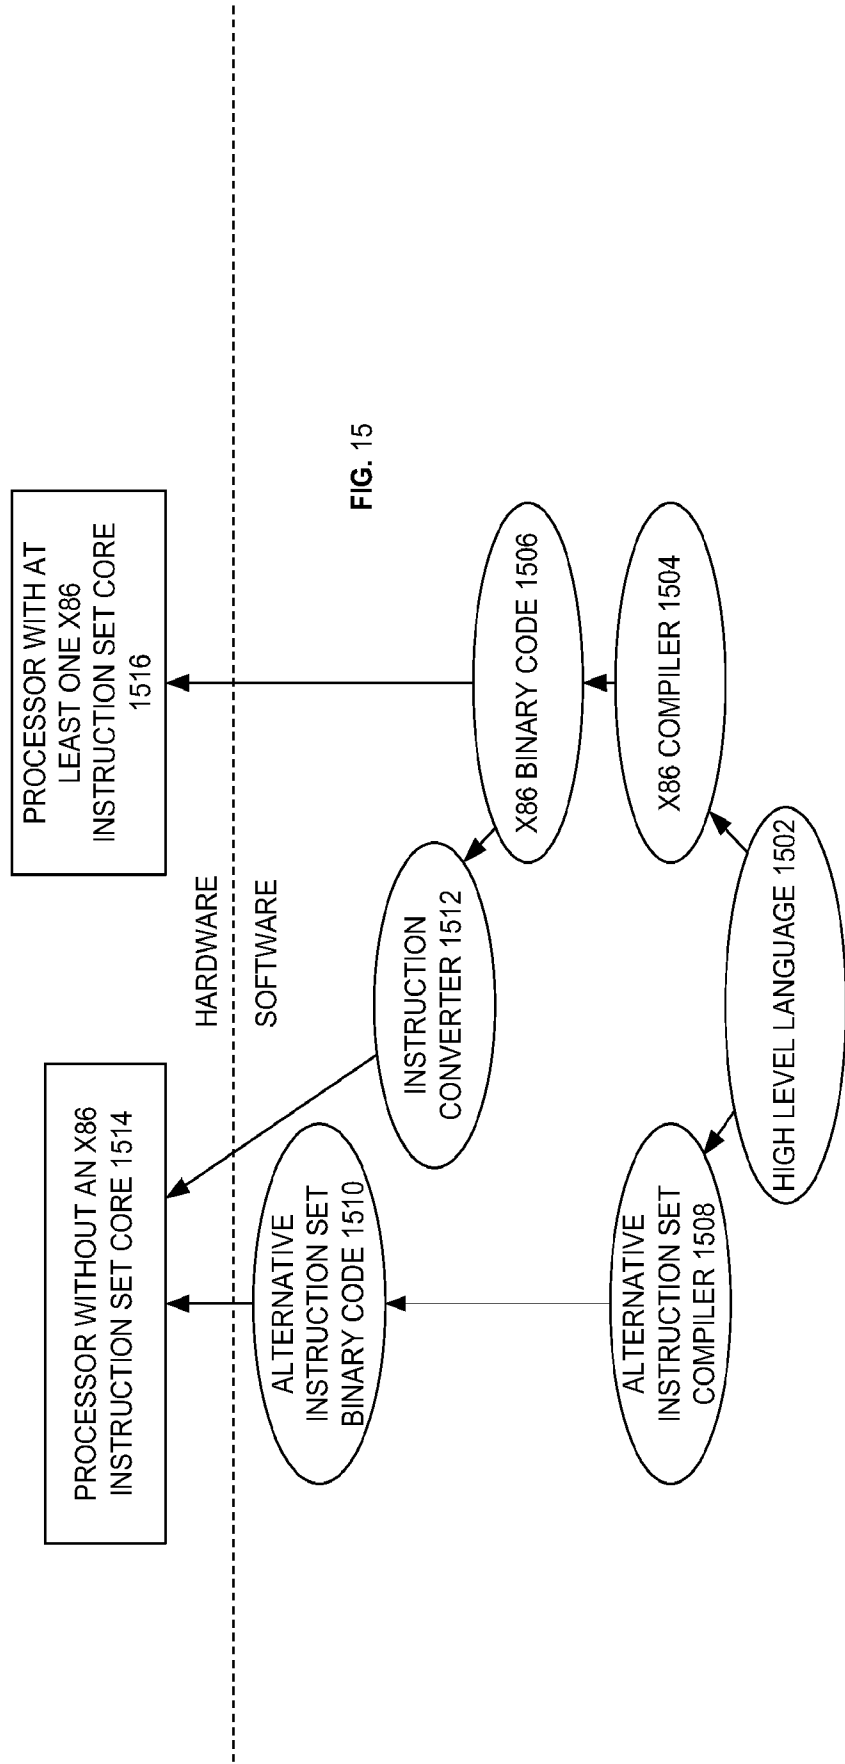 PROCESSOR WITHOUT AN X86
INSTRUCTION SET CORE 1514
PROCESSOR WITH AT
LEAST ONE X86
INSTRUCTION SET CORE
1516
HARDWARE
SOFTWARE
ALTERNATIVE
INSTRUCTION SET
BINARY CODE 1510
INSTRUCTION
CONVERTER 1512
FIG. 15
X86 BINARY CODE 1506
ALTERNATIVE
INSTRUCTION SET
COMPILER 1508
X86 COMPILER 1504
HIGH LEVEL LANGUAGE 1502